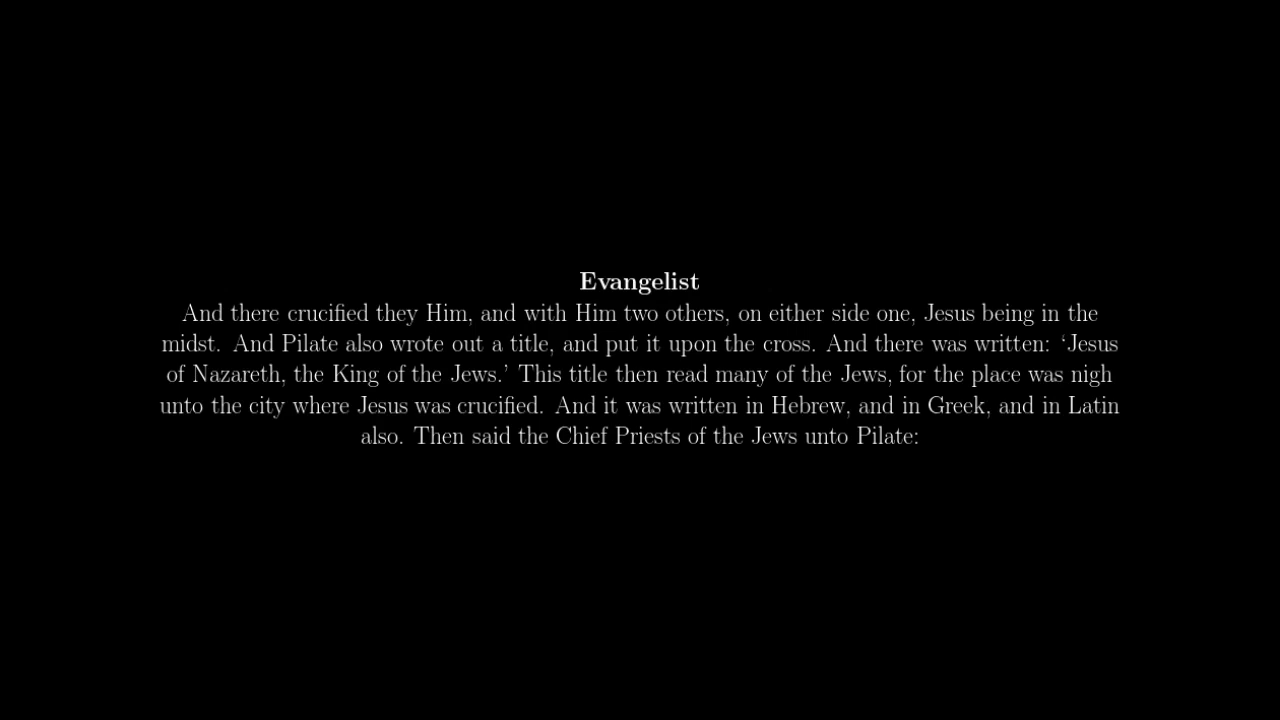 Evangelist
And there crucified they Him, and with Him two others, on either side one, Jesus being in the
midst. And Pilate also wrote out a title, and put it upon the cross. And there was written: ‘Jesus
of Nazareth, the King of the Jews.’ This title then read many of the Jews, for the place was nigh
unto the city where Jesus was crucified. And it was written in Hebrew, and in Greek, and in Latin
also. Then said the Chief Priests of the Jews unto Pilate: